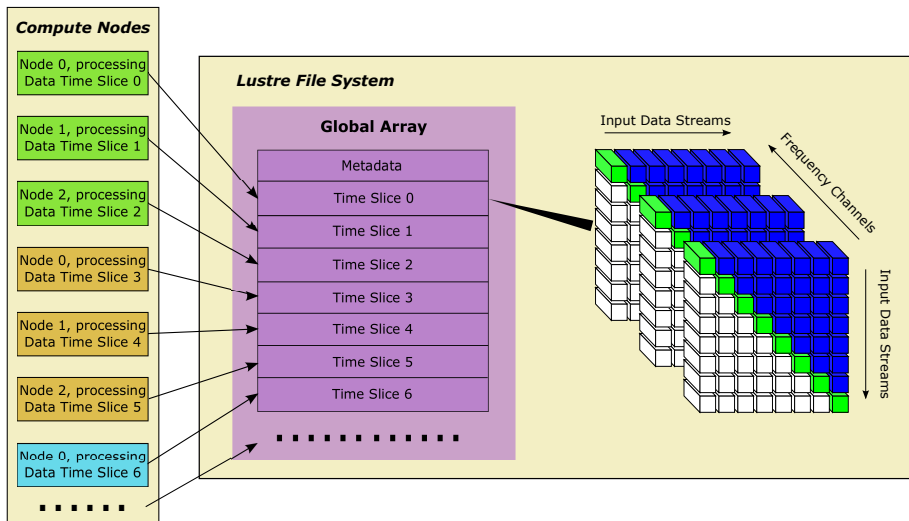 Compute Nodes
Node 0, processing
Data Time Slice 0
Node 1, processing
Data Time Slice 1
Node 2, processing
Data Time Slice 2
Node 0, processing
Data Time Slice 3
Node 1, processing
Data Time Slice 4
Node 2, processing
Data Time Slice 5
Node 0, processing
Data Time Slice 6
Lustre File System
Global Array
Metadata
Time Slice 0
Time Slice 1
Time Slice 2
Time Slice 3
Time Slice 4
Time Slice 5
Time Slice 6
Input Data Streams
Frequency Channels
Input Data Streams